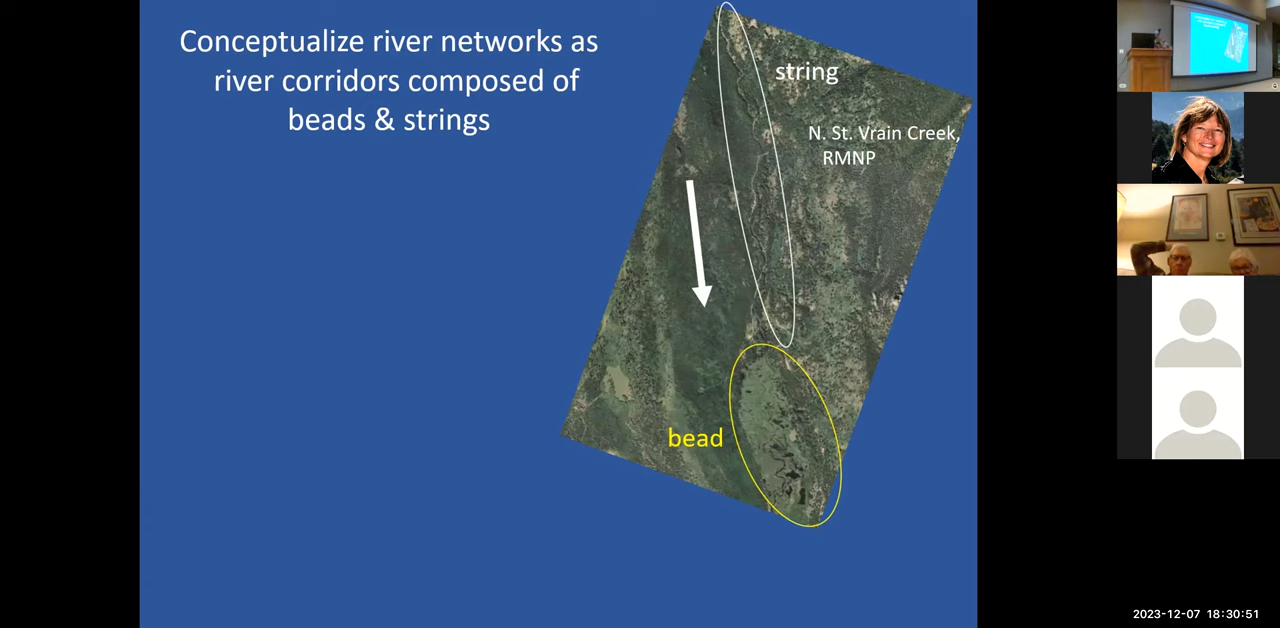 Conceptualize river networks as
river corridors composed of
beads & strings
string
N. St. Vrain Creek,
RMNP
bead
2023-12-07 18:30:51